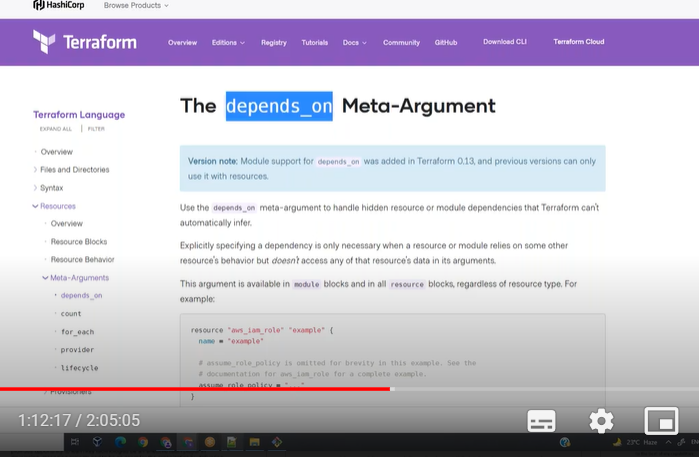 HashiCorp
Browse Products
Terraform
Overview Editions Registry Tutorials Docs Community GitHub Download CLI Terraform Cloud
Terraform Language
EXPAND ALL | FILTER
Overview
Files and Directories
Syntax
Resources
Overview
Resource Blocks
Resource Behavior
Meta-Arguments
depends_on
count
for_each
provider
lifecycle
Provisioners
The depends_on Meta-Argument
Version note: Module support for depends_on was added in Terraform 0.13, and previous versions can only
use it with resources.
Use the depends_on meta-argument to handle hidden resource or module dependencies that Terraform can't
automatically infer.
Explicitly specifying a dependency is only necessary when a resource or module relies on some other
resource's behavior but doesn't access any of that resource's data in its arguments.
This argument is available in module blocks and in all resource blocks, regardless of resource type. For
example:
resource "aws_iam_role" "example" {
name = "example"
# assume_role_policy is omitted for brevity in this example. See the
# documentation for aws_iam_role for a complete example.
assume_role_policy = "..."
}
1:12:17 / 2:05:05
23°C Haze
EN